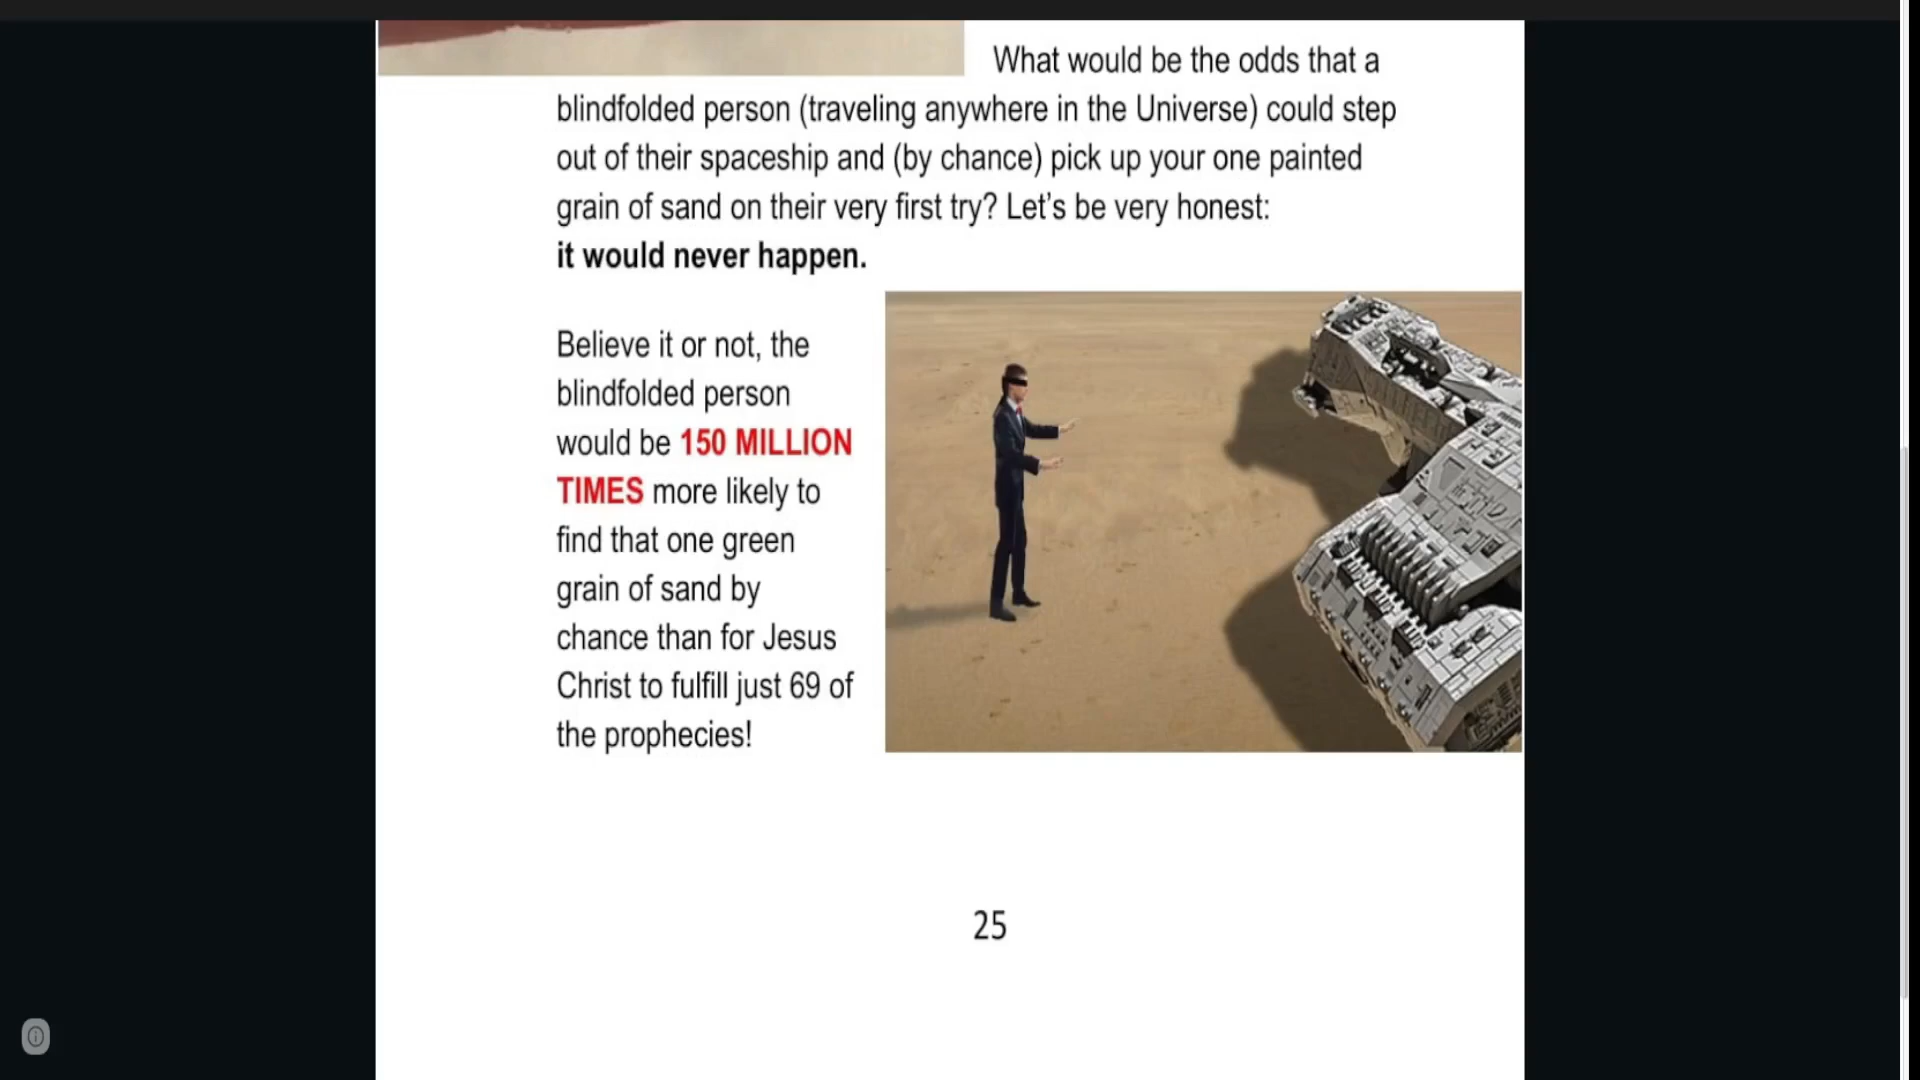 What would be the odds that a
blindfolded person (traveling anywhere in the Universe) could step
out of their spaceship and (by chance) pick up your one painted
grain of sand on their very first try? Let’s be very honest:
it would never happen.
Believe it or not, the
blindfolded person
would be 150 MILLION
TIMES more likely to
find that one green
grain of sand by
chance than for Jesus
Christ to fulfill just 69 of
the prophecies!
25